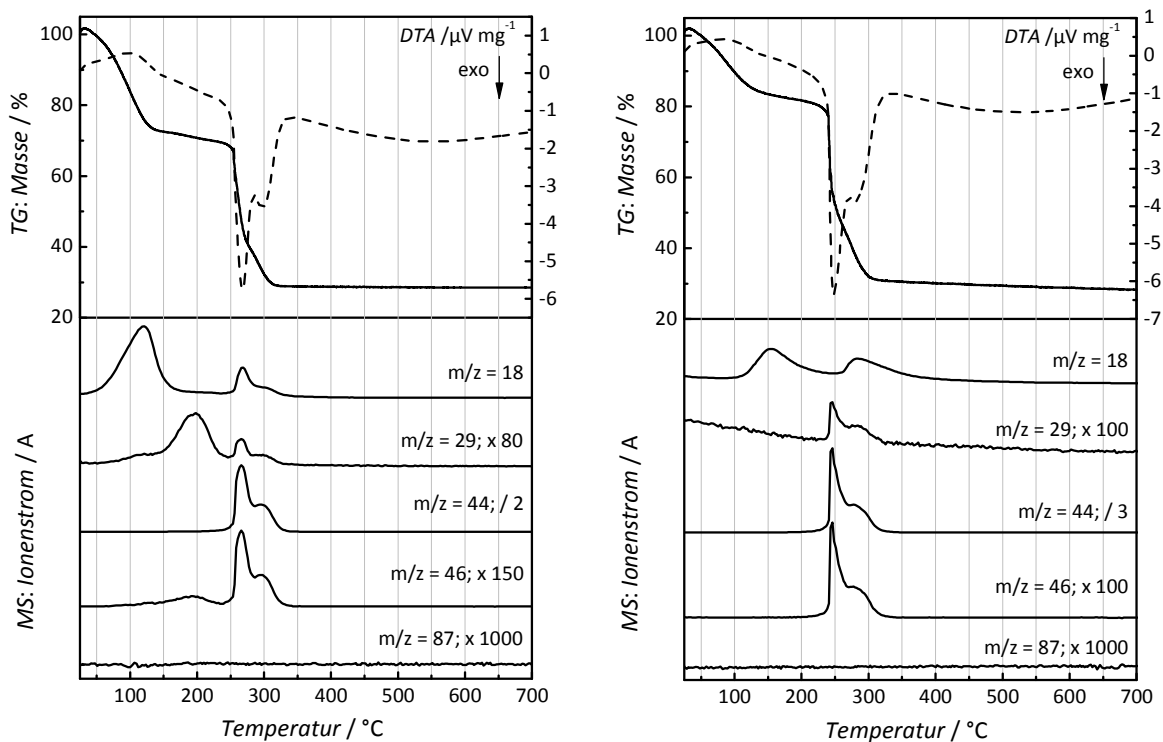 DTA / µV mg⁻¹
exo
TG: Masse / %
100
80
60
40
20
1
0
-1
-2
-3
-4
-5
-6
m/z = 18
m/z = 29; x 80
m/z = 44; / 2
m/z = 46; x 150
m/z = 87; x 1000
MS: Ionenstrom / A
100 200 300 400 500 600 700
Temperatur / °C
DTA / µV mg⁻¹
exo
TG: Masse / %
100
80
60
40
20
1
0
-1
-2
-3
-4
-5
-6
-7
m/z = 18
m/z = 29; x 100
m/z = 44; / 3
m/z = 46; x 100
m/z = 87; x 1000
MS: Ionenstrom / A
100 200 300 400 500 600 700
Temperatur / °C